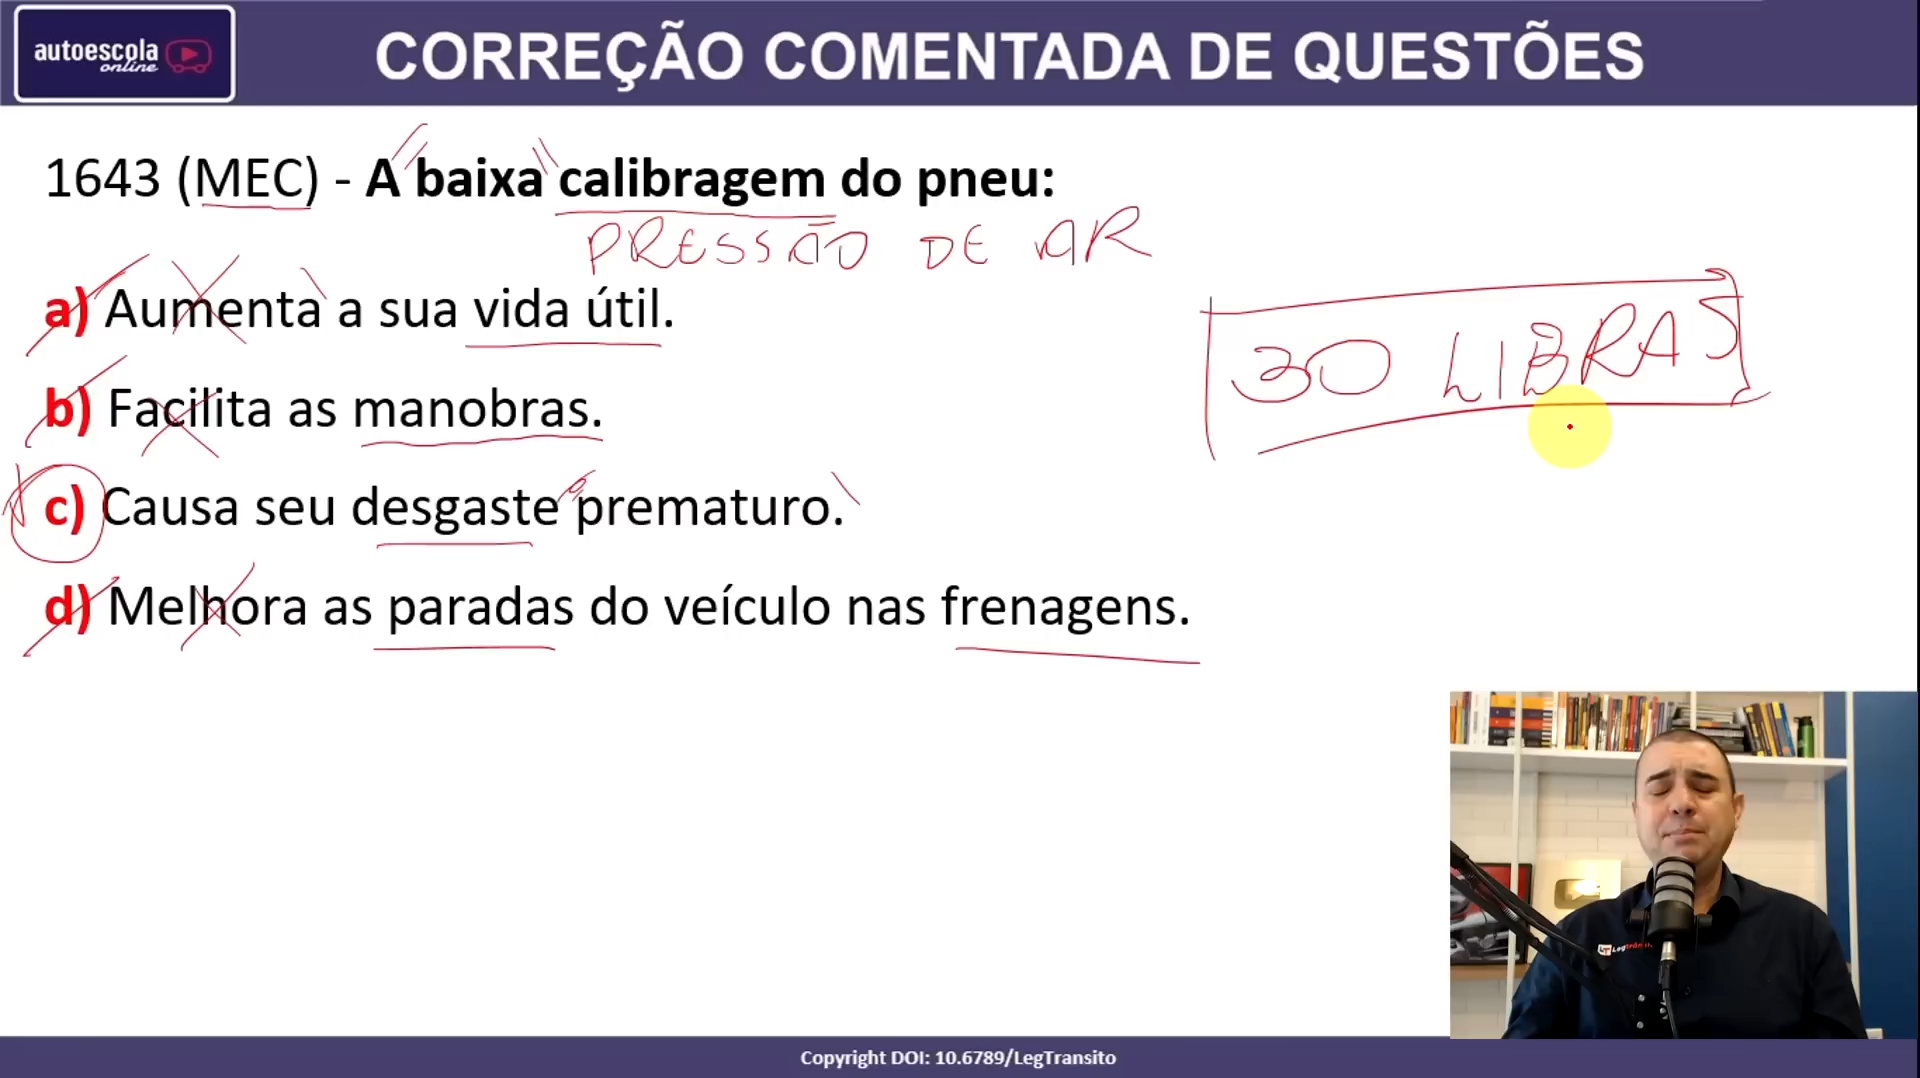 autoescola
online
CORREÇÃO COMENTADA DE QUESTÕES
1643 (MEC) - A baixa calibragem do pneu:
PRESSÃO DE AR
a) Aumenta a sua vida útil.
30 LIBRAS
b) Facilita as manobras.
c) Causa seu desgaste prematuro.
d) Melhora as paradas do veículo nas frenagens.
LegTrânsito
Copyright DOI: 10.6789/LegTransito